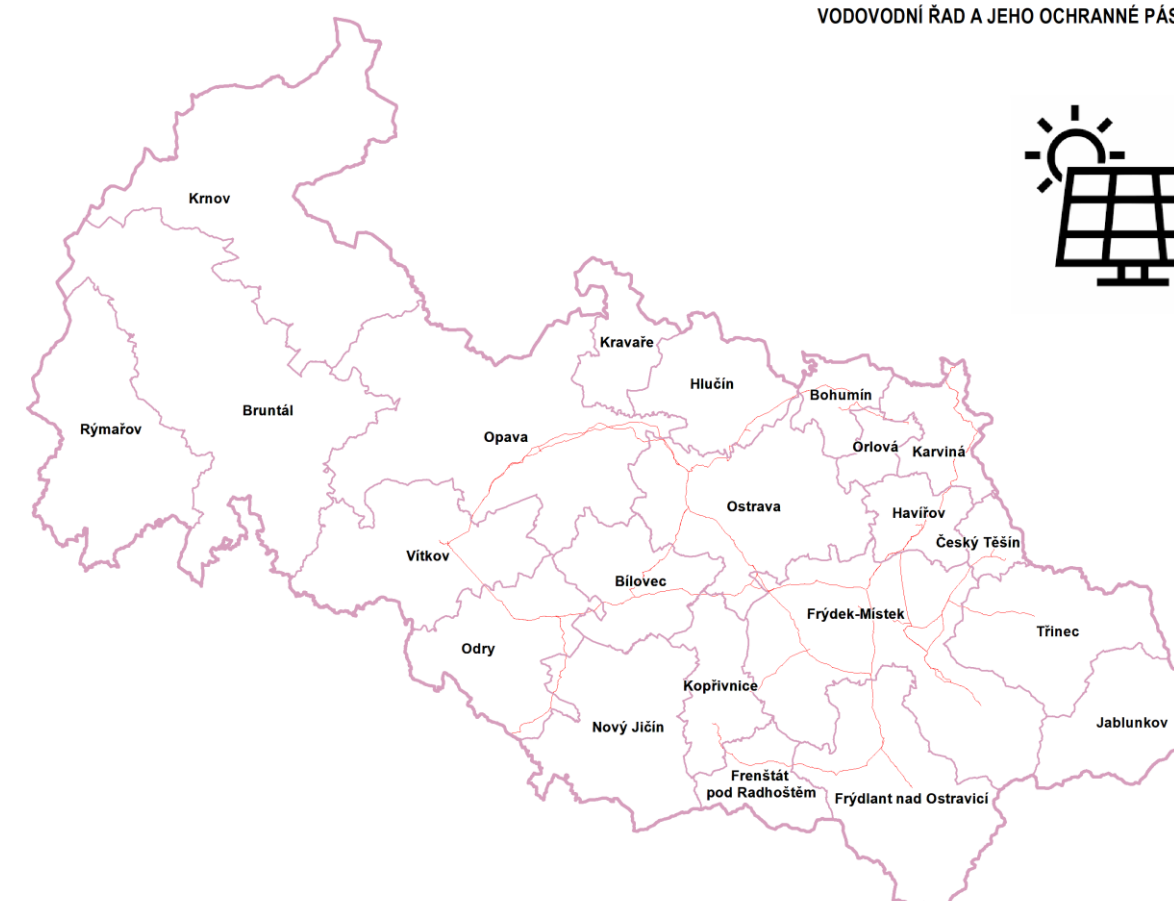 VODOVODNÍ ŘAD A JEHO OCHRANNÉ PÁS
Krnov
Kravaře
Hlučín
Bohumín
Rýmařov
Bruntál
Opava
Orlová
Karviná
Ostrava
Havířov
Český Těšín
Vítkov
Bílovec
Frýdek-Místek
Třinec
Odry
Kopřivnice
Nový Jičín
Jablunkov
Frenštát
pod Radhoštěm
Frýdlant nad Ostravicí